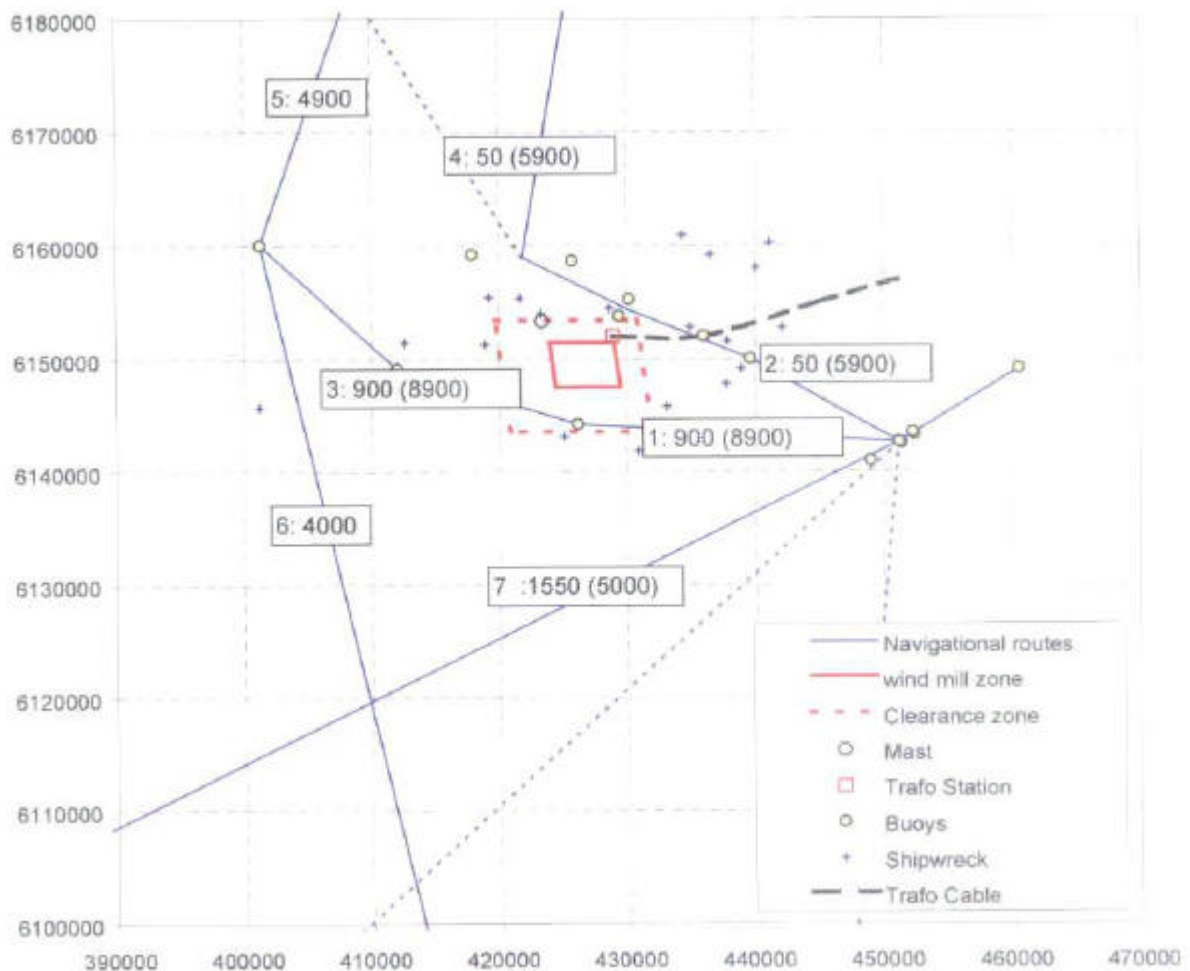 6180000
5: 4900
6170000
4: 50 (5900)
6160000
6150000
2: 50 (5900)
3: 900 (8900)
1: 900 (8900)
6140000
6: 4000
6130000
7 :1550 (5000)
Navigational routes
6120000
wind mill zone
Clearance zone
Mast
Trafo Station
6110000
Buoys
Shipwreck
Trafo Cable
6100000
390000 400000 410000 420000 430000 440000 450000 460000 470000